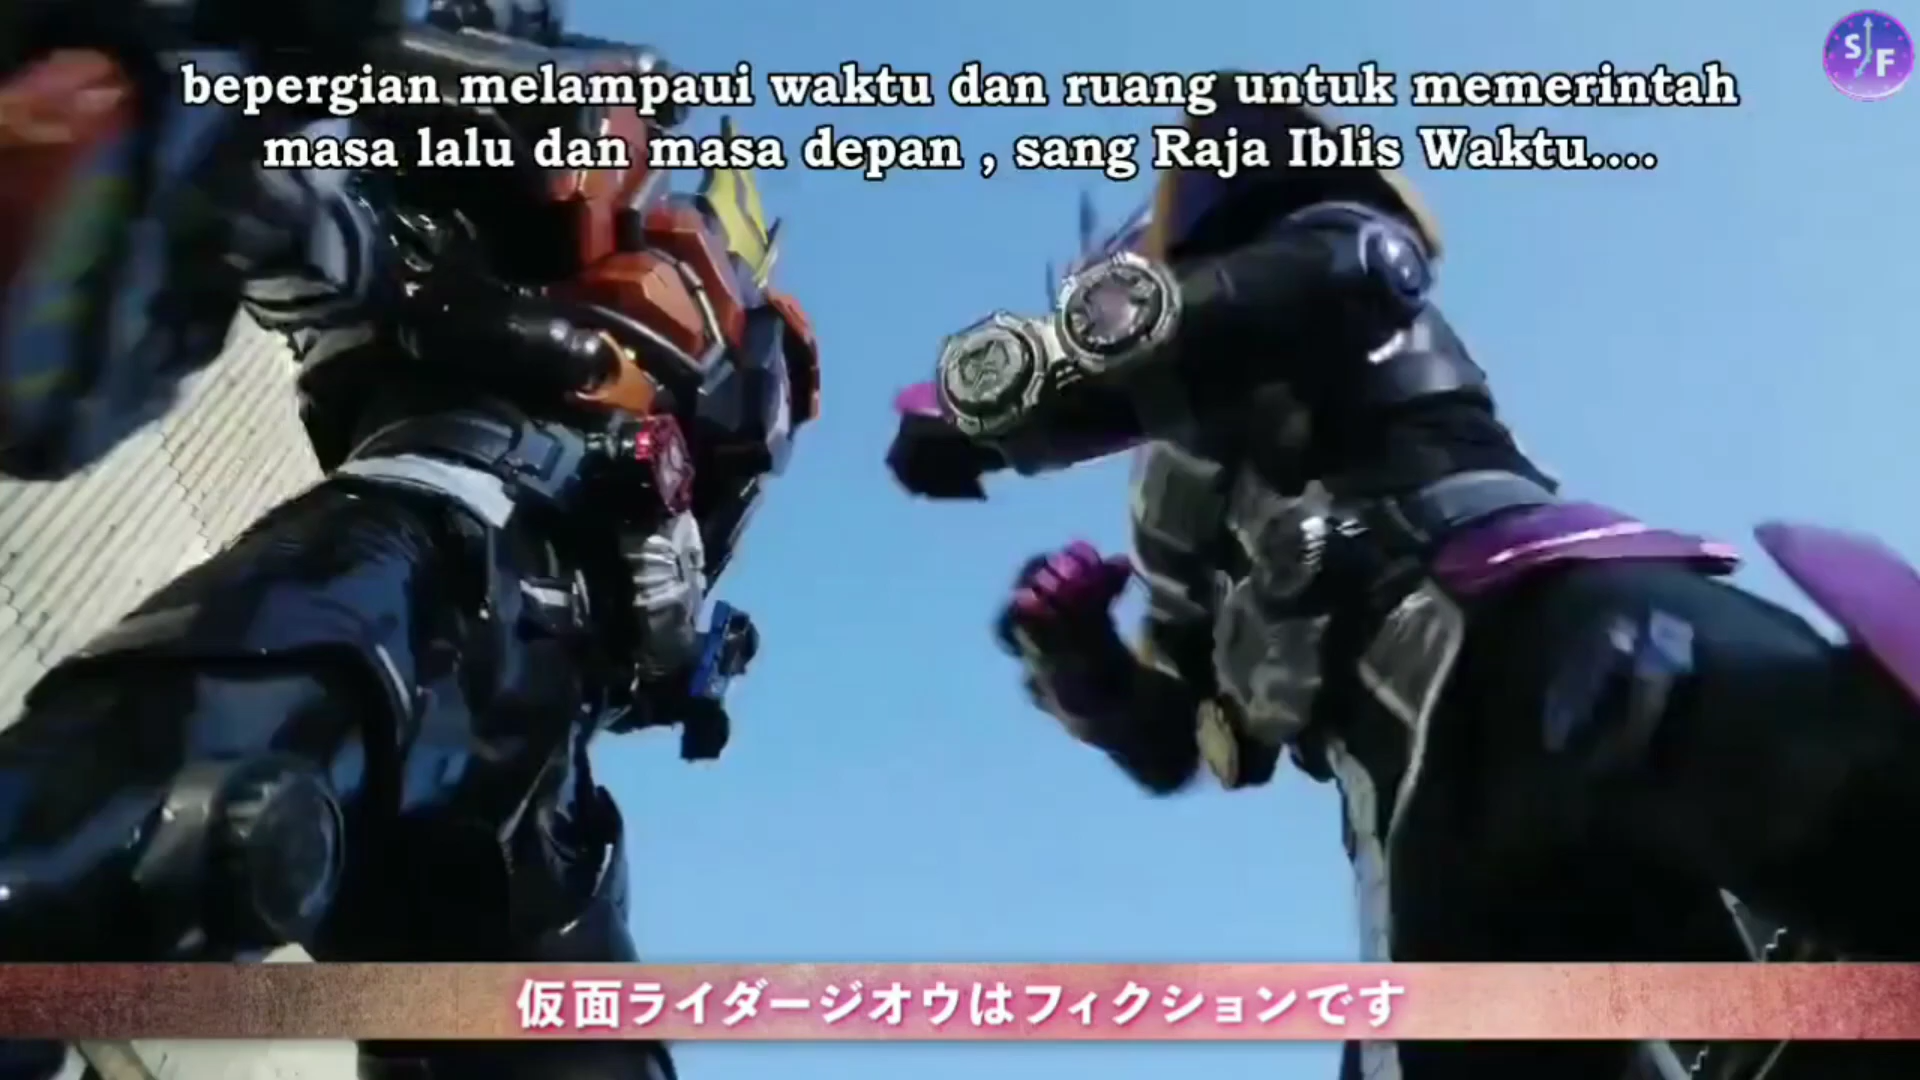 bepergian melampaui waktu dan ruang untuk memerintah
masa lalu dan masa depan , sang Raja Iblis Waktu....
SF
仮面ライダージオウはフィクションです